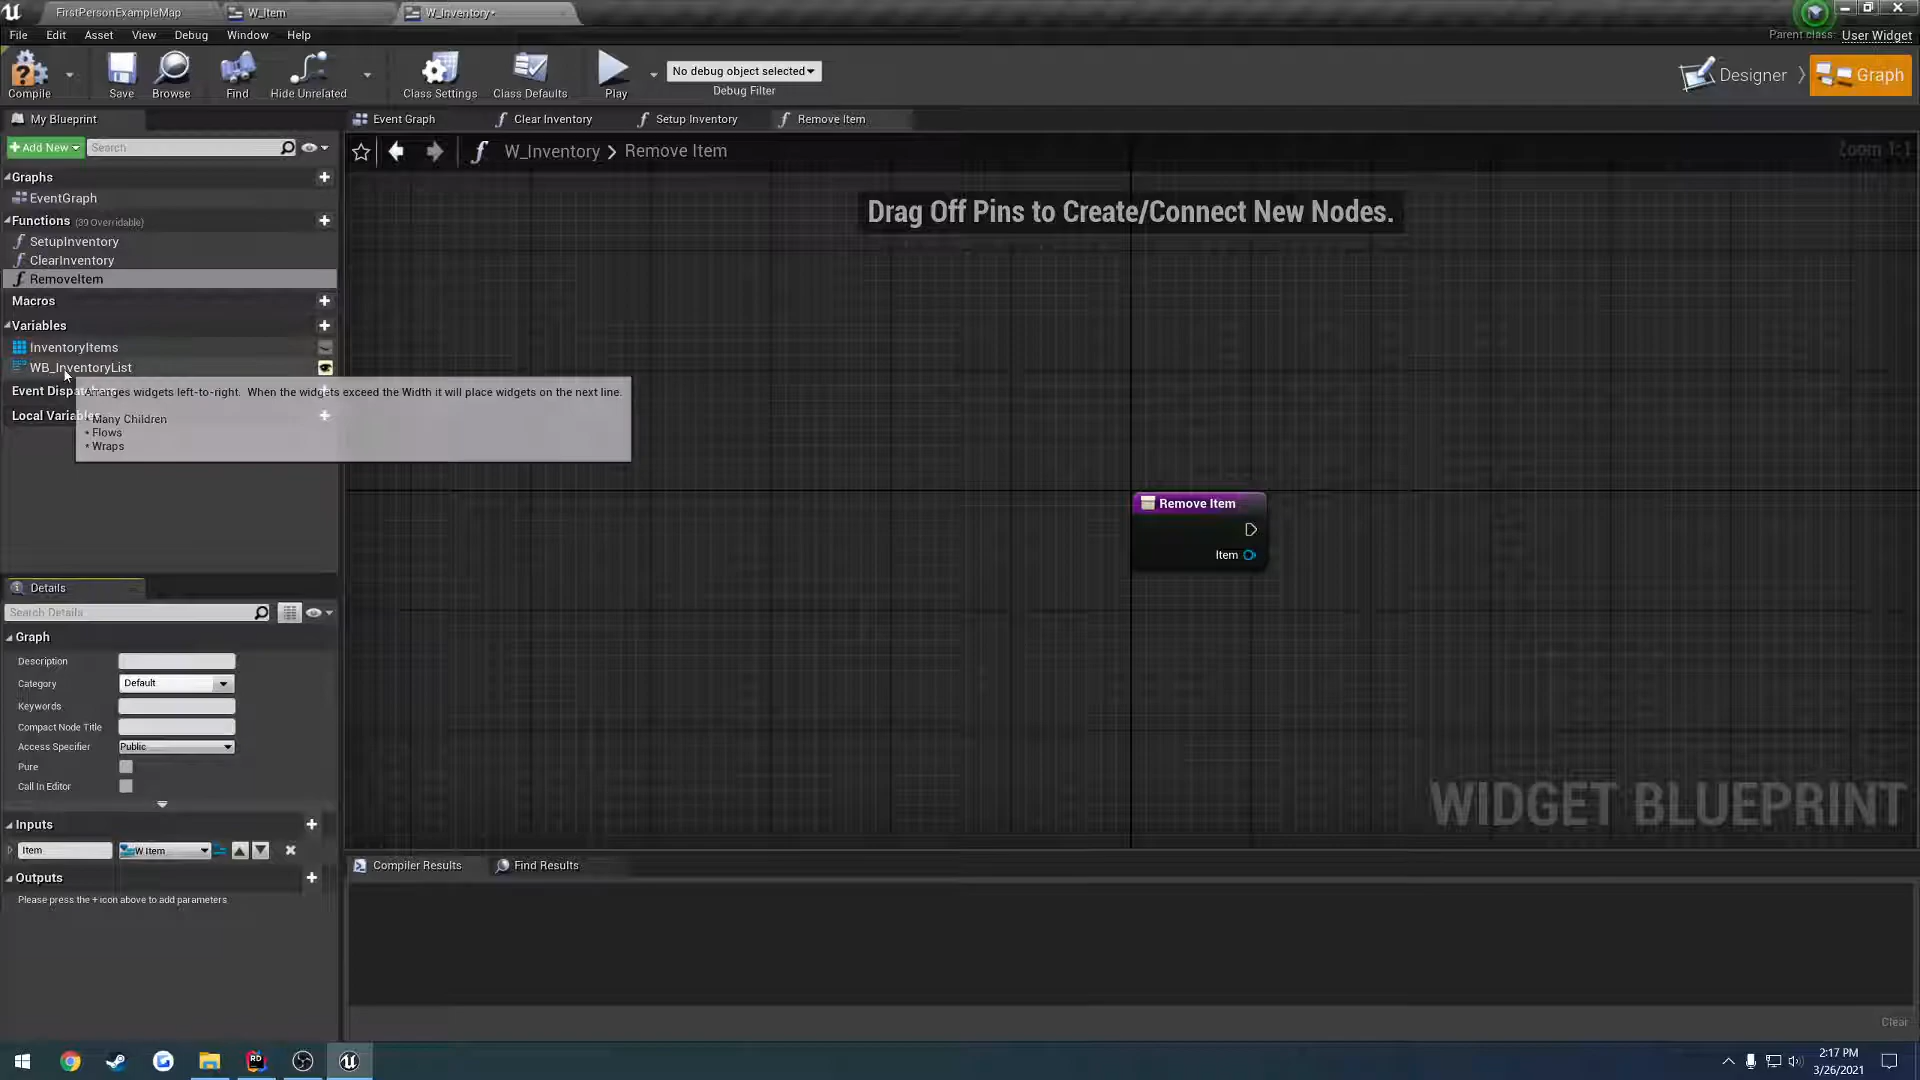 FirstPersonExampleMap
W_Item
W_Inventory•
File Edit Asset View Debug Window Help
Parent class: User Widget
Compile
Save
Browse
Find
Hide Unrelated
Class Settings
Class Defaults
Play
No debug object selected
Debug Filter
Designer
Graph
My Blueprint
Event Graph
Clear Inventory
Setup Inventory
Remove Item
+Add New
Search
W_Inventory > Remove Item
Zoom 1:1
Drag Off Pins to Create/Connect New Nodes.
Graphs
EventGraph
Functions (39 Overridable)
SetupInventory
ClearInventory
RemoveItem
Macros
Variables
InventoryItems
WB_InventoryList
Event Dispa
Local Variab
widgets left-to-right. When the widgets exceed the Width it will place widgets on the next line.
• Many Children
• Flows
• Wraps
Remove Item
Item
Details
Search Details
Graph
Description
Category Default
Keywords
Compact Node Title
Access Specifier Public
Pure
Call In Editor
Inputs
Item W Item
Outputs
Please press the + icon above to add parameters
WIDGET BLUEPRINT
Compiler Results
Find Results
Clear
RD
2:17 PM
3/26/2021